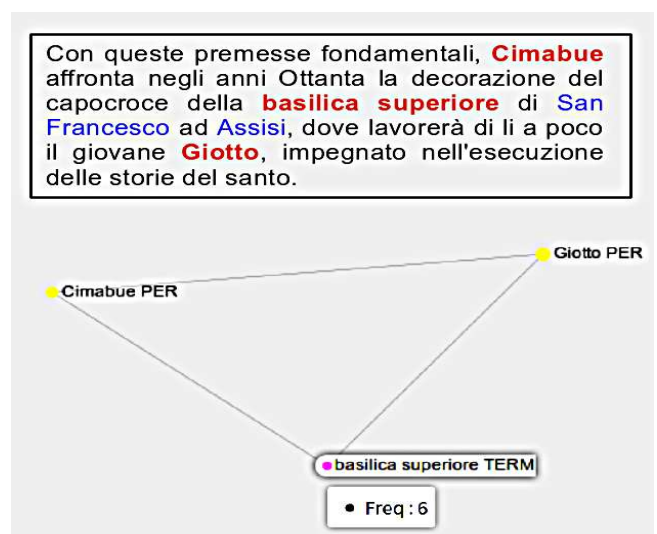 Con queste premesse fondamentali, Cimabue
affronta negli anni Ottanta la decorazione del
capocroce della basilica superiore di San
Francesco ad Assisi, dove lavorerà di li a poco
il giovane Giotto, impegnato nell'esecuzione
delle storie del santo.
Giotto PER
Cimabue PER
basilica superiore TERM
Freq : 6